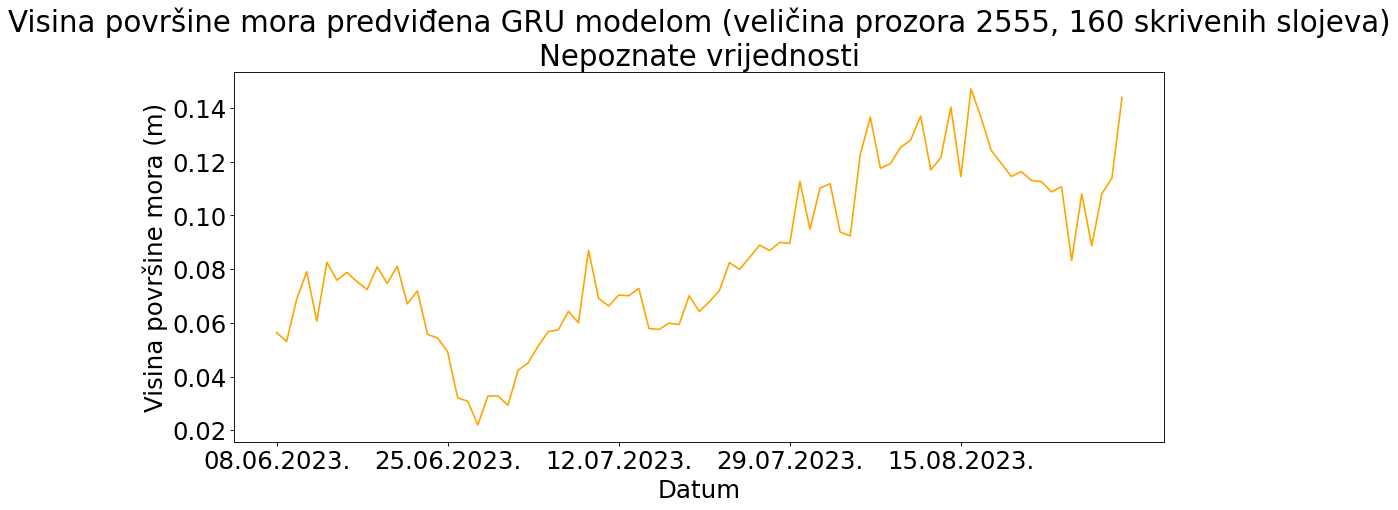 Visina površine mora predviđena GRU modelom (veličina prozora 2555, 160 skrivenih slojeva)
Nepoznate vrijednosti
Visina površine mora (m)
0.14
0.12
0.10
0.08
0.06
0.04
0.02
08.06.2023. 25.06.2023. 12.07.2023. 29.07.2023. 15.08.2023.
Datum